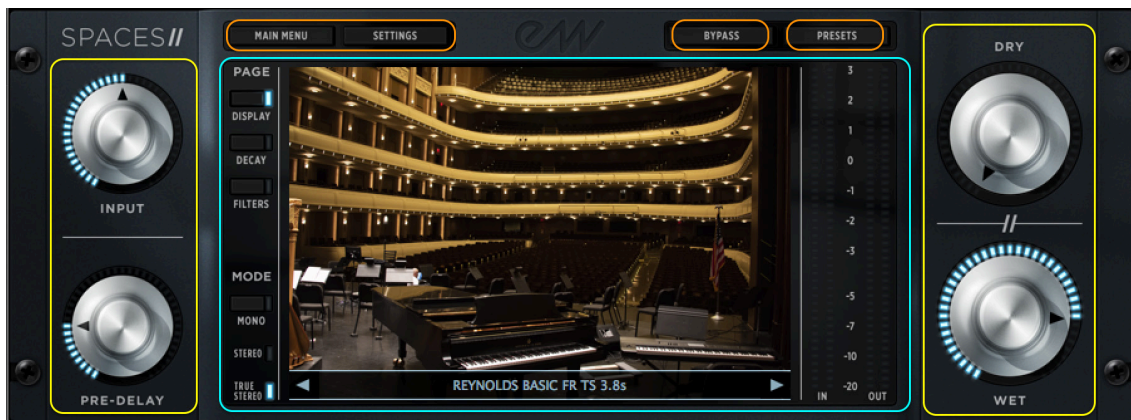 SPACES II
MAIN MENU
SETTINGS
EW
BYPASS
PRESETS
PAGE
DISPLAY
DECAY
FILTERS
MODE
MONO
STEREO
TRUE
STEREO
INPUT
PRE-DELAY
REYNOLDS BASIC FR TS 3.8s
3
2
1
0
-1
-2
-3
-5
-7
-10
-20
IN OUT
DRY
WET